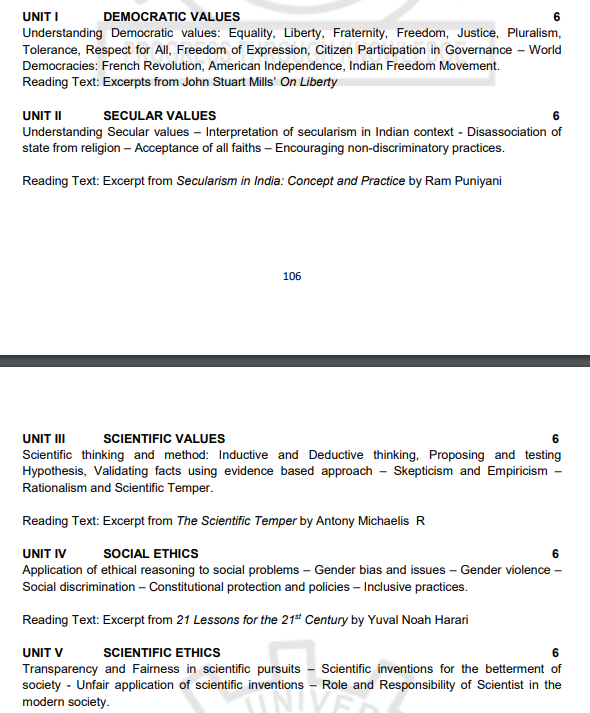 UNIT I DEMOCRATIC VALUES 6
Understanding Democratic values: Equality, Liberty, Fraternity, Freedom, Justice, Pluralism,
Tolerance, Respect for All, Freedom of Expression, Citizen Participation in Governance – World
Democracies: French Revolution, American Independence, Indian Freedom Movement.
Reading Text: Excerpts from John Stuart Mills' On Liberty
PROGRESS THROUGH KNOWLEDGE
UNIT II SECULAR VALUES 6
Understanding Secular values – Interpretation of secularism in Indian context - Disassociation of
state from religion – Acceptance of all faiths – Encouraging non-discriminatory practices.
Reading Text: Excerpt from Secularism in India: Concept and Practice by Ram Puniyani
106
UNIT III SCIENTIFIC VALUES 6
Scientific thinking and method: Inductive and Deductive thinking, Proposing and testing
Hypothesis, Validating facts using evidence based approach – Skepticism and Empiricism –
Rationalism and Scientific Temper.
Reading Text: Excerpt from The Scientific Temper by Antony Michaelis R
UNIT IV SOCIAL ETHICS 6
Application of ethical reasoning to social problems – Gender bias and issues – Gender violence –
Social discrimination – Constitutional protection and policies – Inclusive practices.
Reading Text: Excerpt from 21 Lessons for the 21st Century by Yuval Noah Harari
UNIT V SCIENTIFIC ETHICS 6
Transparency and Fairness in scientific pursuits – Scientific inventions for the betterment of
society - Unfair application of scientific inventions – Role and Responsibility of Scientist in the
modern society.